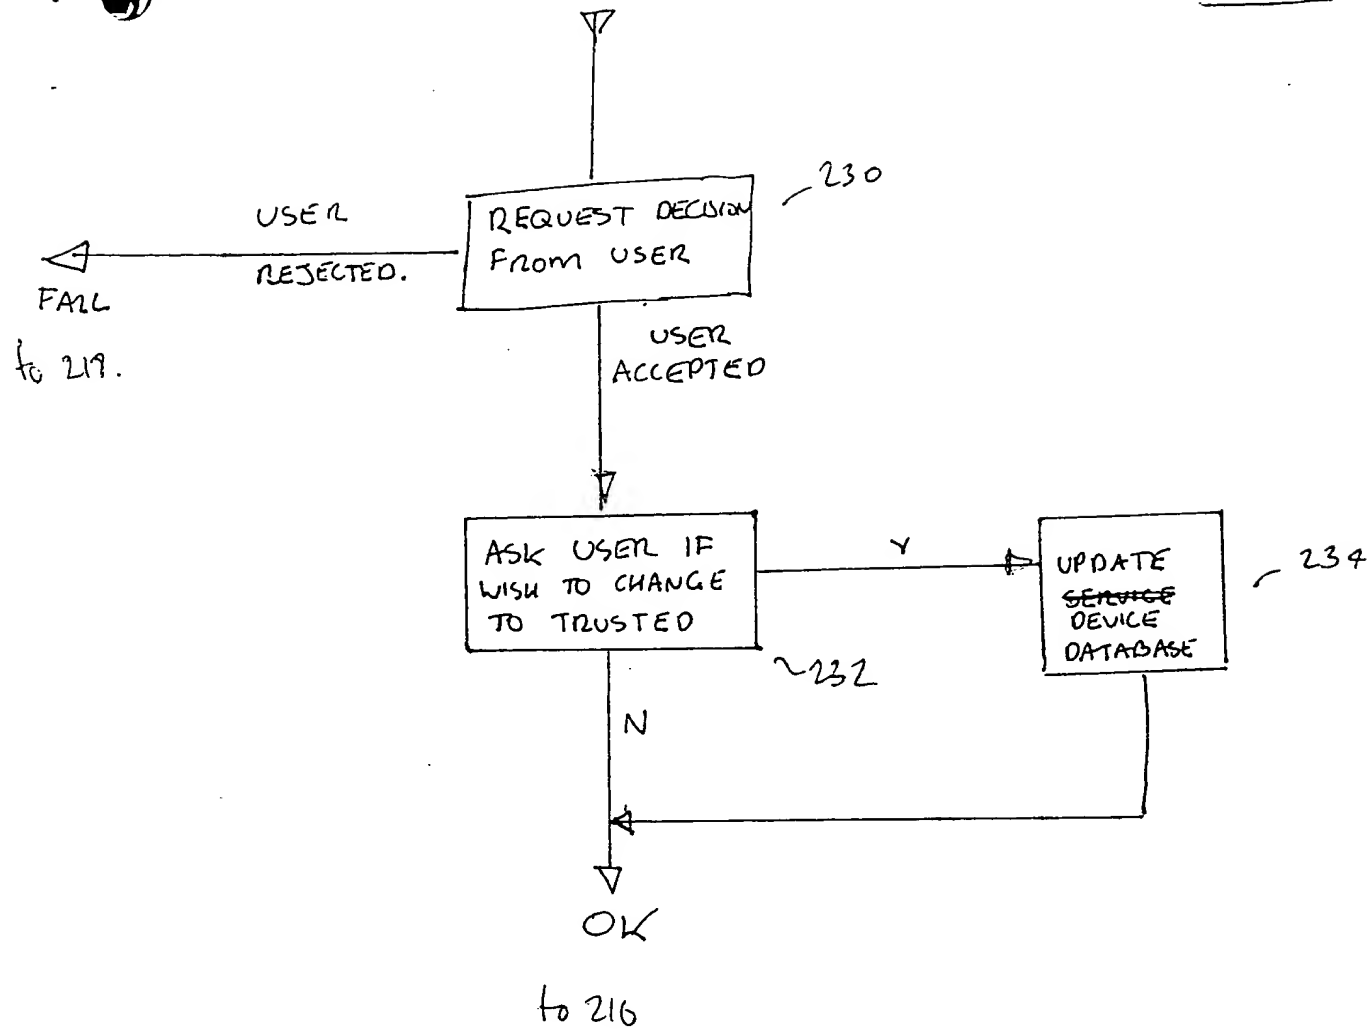 230
REQUEST DECISION
FROM USER
USER
REJECTED.
FAIL
to 218.
USER
ACCEPTED
ASK USER IF
WISH TO CHANGE
TO TRUSTED
232
Y
UPDATE
SERVICE
DEVICE
DATABASE
234
N
OK
to 216